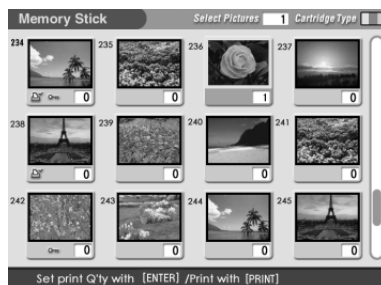 Memory Stick Select Pictures 1 Cartridge Type
234 235 236 237
0 0 1 0
238 239 240 241
0 0 0 0
242 243 244 245
0 0 0 0
Set print Q'ty with [ENTER] /Print with [PRINT]